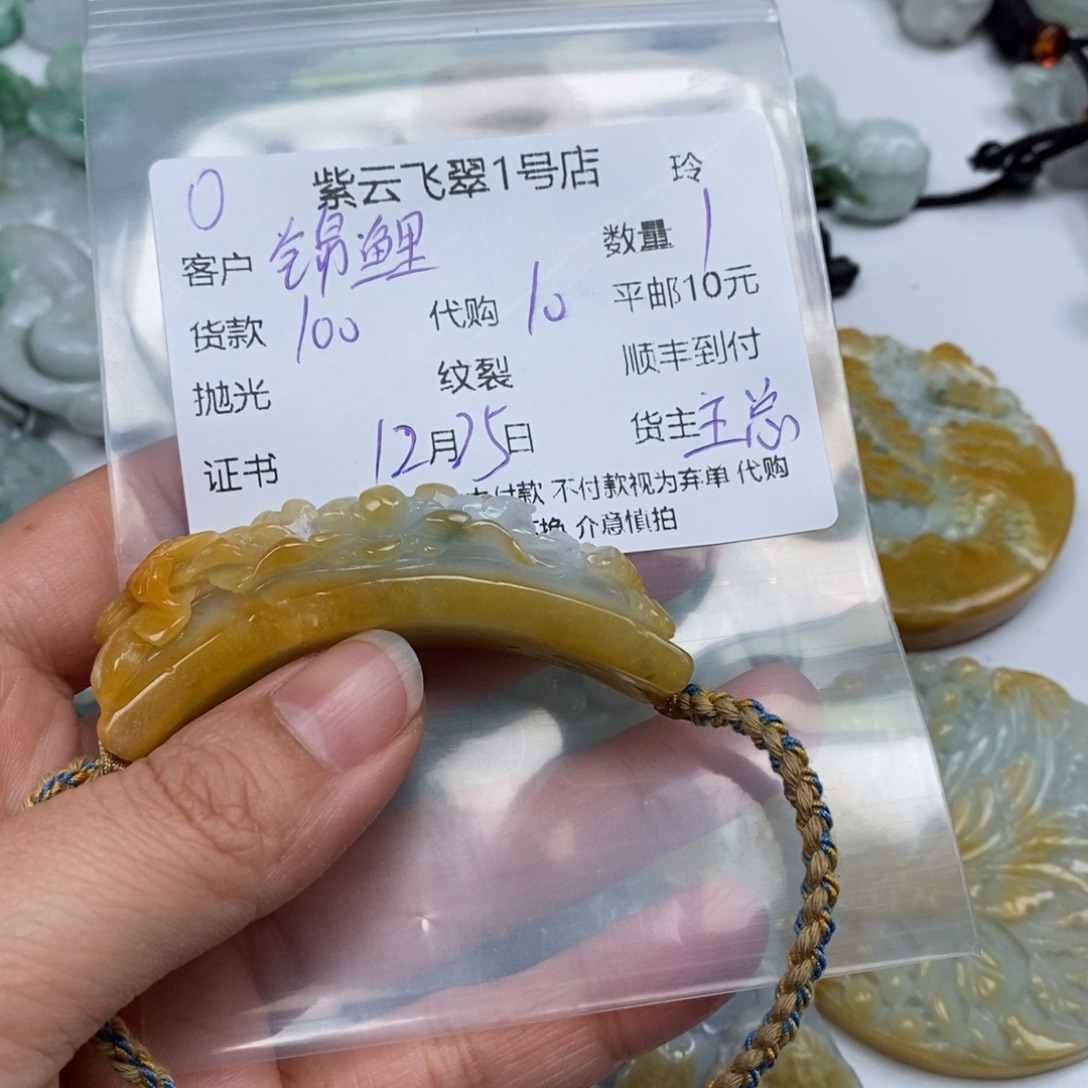 0 紫云飞翠1号店 玲
客户 锦鲤 数量 1
货款 100 代购 10 平邮10元
抛光 纹裂 顺丰到付
证书 12月25日 货主王总
付款 不付款视为弃单 代购
换 介意慎拍